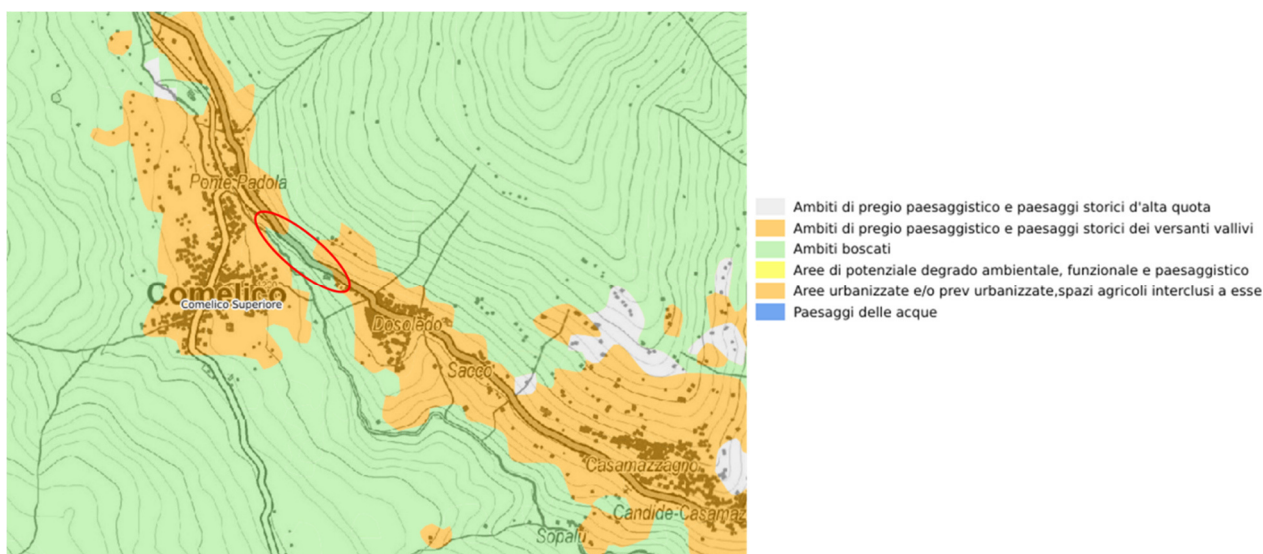 Ponte Padola
Comelico
Comelico Superiore
Dosoledo
Sacco
Casamazzagno
Candide-Casamaz
Sopalù
Ambiti di pregio paesaggistico e paesaggi storici d'alta quota
Ambiti di pregio paesaggistico e paesaggi storici dei versanti vallivi
Ambiti boscati
Aree di potenziale degrado ambientale, funzionale e paesaggistico
Aree urbanizzate e/o prev urbanizzate,spazi agricoli interclusi a esse
Paesaggi delle acque